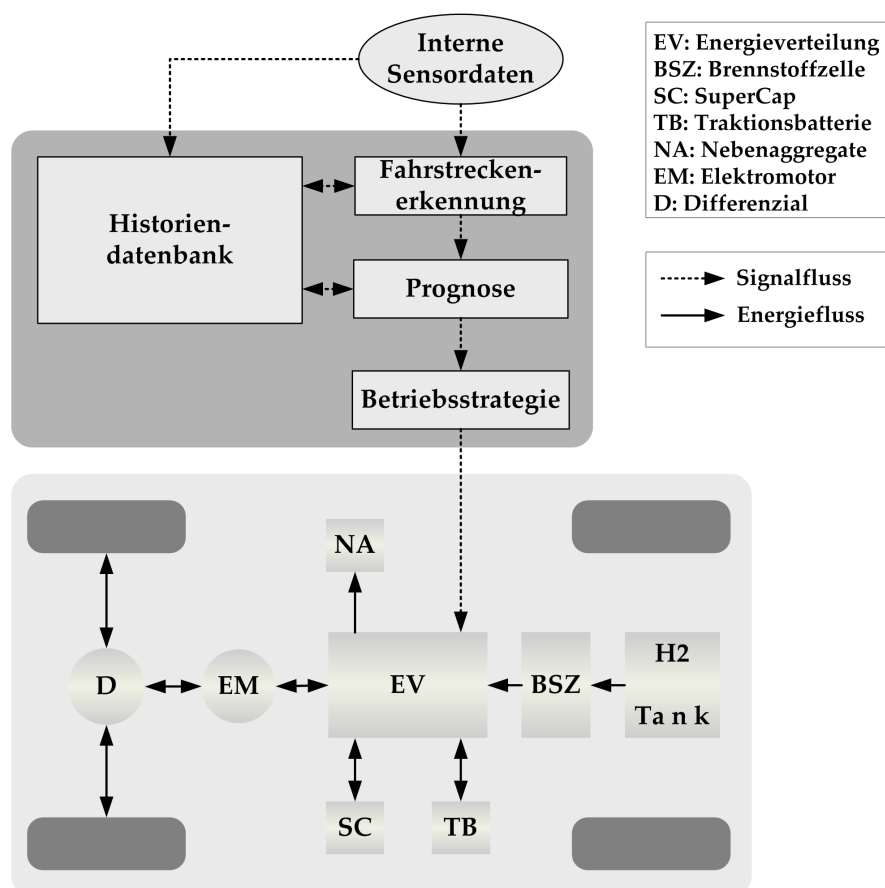 Interne
Sensordaten
EV: Energieverteilung
BSZ: Brennstoffzelle
SC: SuperCap
TB: Traktionsbatterie
NA: Nebenaggregate
EM: Elektromotor
D: Differenzial
Signalfluss
Energiefluss
Historien-
datenbank
Fahrstrecken-
erkennung
Prognose
Betriebsstrategie
NA
D
EM
EV
BSZ
H2
Tank
SC
TB